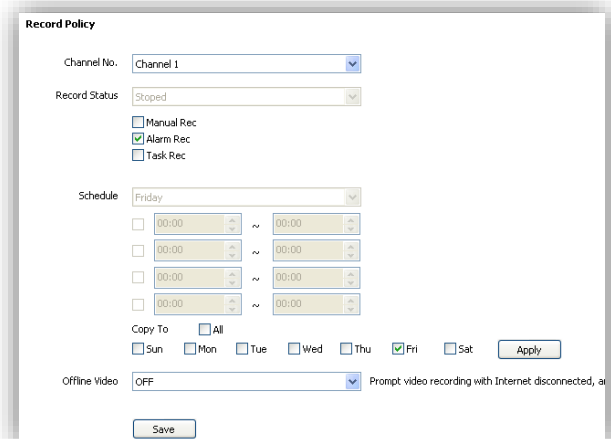 Record Policy
Channel No. Channel 1
Record Status Stoped
Manual Rec
Alarm Rec
Task Rec
Schedule Friday
00:00 ~ 00:00
00:00 ~ 00:00
00:00 ~ 00:00
00:00 ~ 00:00
Copy To All
Sun Mon Tue Wed Thu Fri Sat Apply
Offline Video OFF Prompt video recording with Internet disconnected,
Save